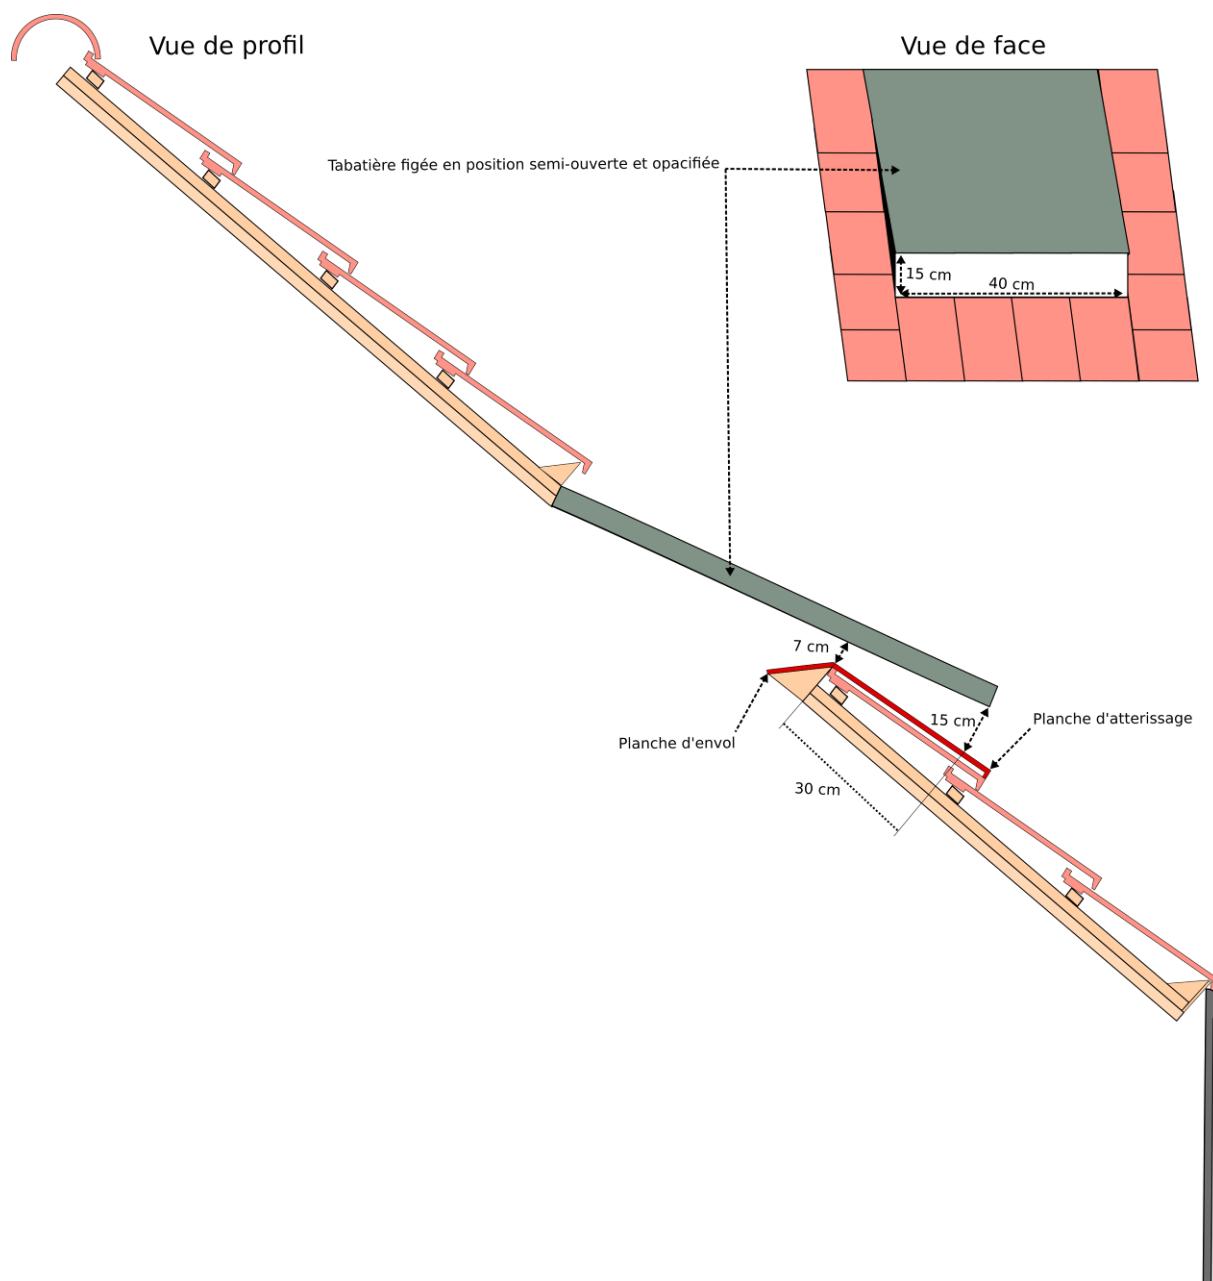 Vue de profil
Vue de face
Tabatière figée en position semi-ouverte et opacifiée
15 cm
40 cm
7 cm
15 cm
Planche d'atterissage
Planche d'envol
30 cm